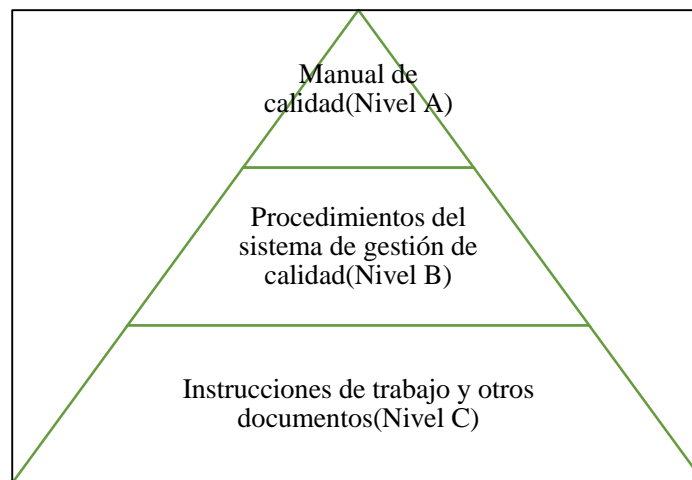 Manual de
calidad(Nivel A)
Procedimientos del
sistema de gestión de
calidad(Nivel B)
Instrucciones de trabajo y otros
documentos(Nivel C)